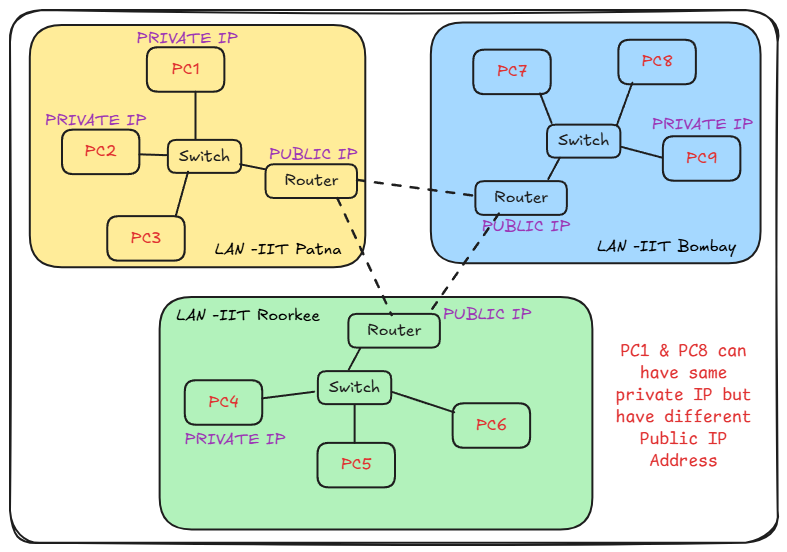 PRIVATE IP
PC1
PRIVATE IP
PC2
Switch
PUBLIC IP
Router
PC3
LAN -IIT Patna
PC7
PC8
Switch
PRIVATE IP
PC9
Router
PUBLIC IP
LAN -IIT Bombay
LAN -IIT Roorkee
Router
PUBLIC IP
Switch
PC4
PRIVATE IP
PC5
PC6
PC1 & PC8 can
have same
private IP but
have different
Public IP
Address